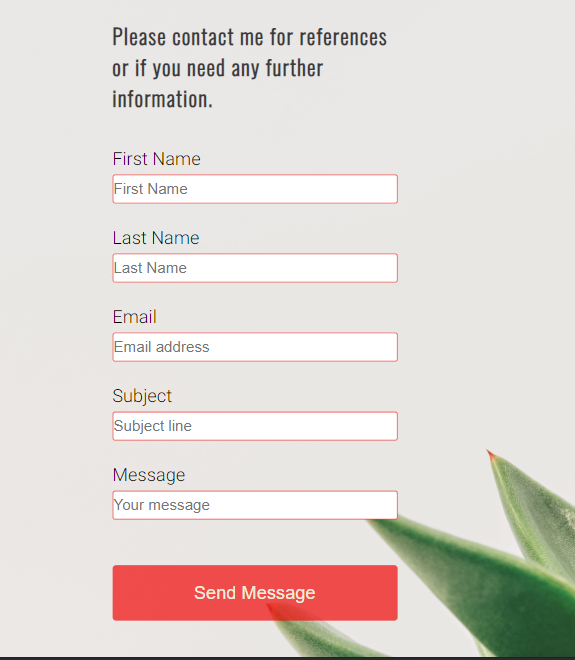 Please contact me for references
or if you need any further
information.
First Name
First Name
Last Name
Last Name
Email
Email address
Subject
Subject line
Message
Your message
Send Message